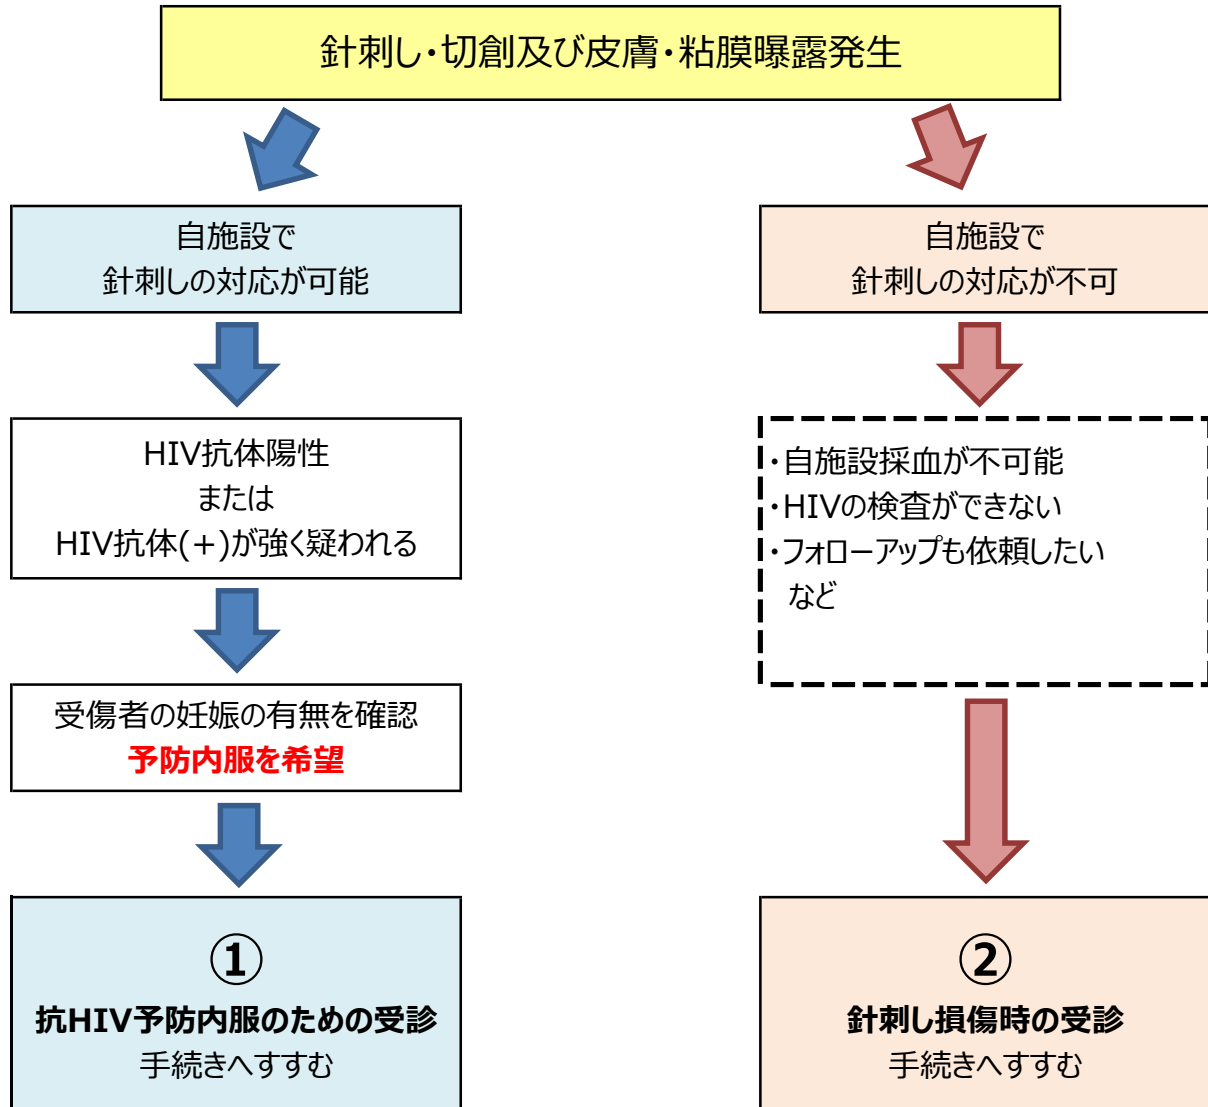 針刺し・切創及び皮膚・粘膜曝露発生
自施設で
針刺しの対応が可能
HIV抗体陽性
または
HIV抗体(+)が強く疑われる
受傷者の妊娠の有無を確認
予防内服を希望
①
抗HIV予防内服のための受診
手続きへすすむ
自施設で
針刺しの対応が不可
・自施設採血が不可能
・HIVの検査ができない
・フォローアップも依頼したい
など
②
針刺し損傷時の受診
手続きへすすむ